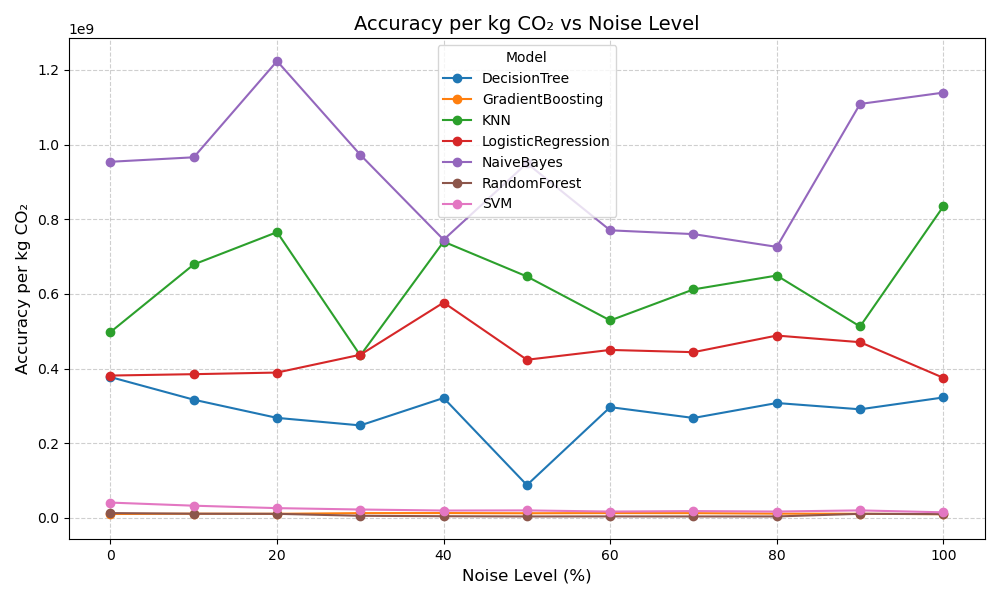 Accuracy per kg CO₂ vs Noise Level
1e9
Model
DecisionTree
GradientBoosting
KNN
LogisticRegression
NaiveBayes
RandomForest
SVM
Accuracy per kg CO₂
1.2
1.0
0.8
0.6
0.4
0.2
0.0
0
20
40
60
80
100
Noise Level (%)